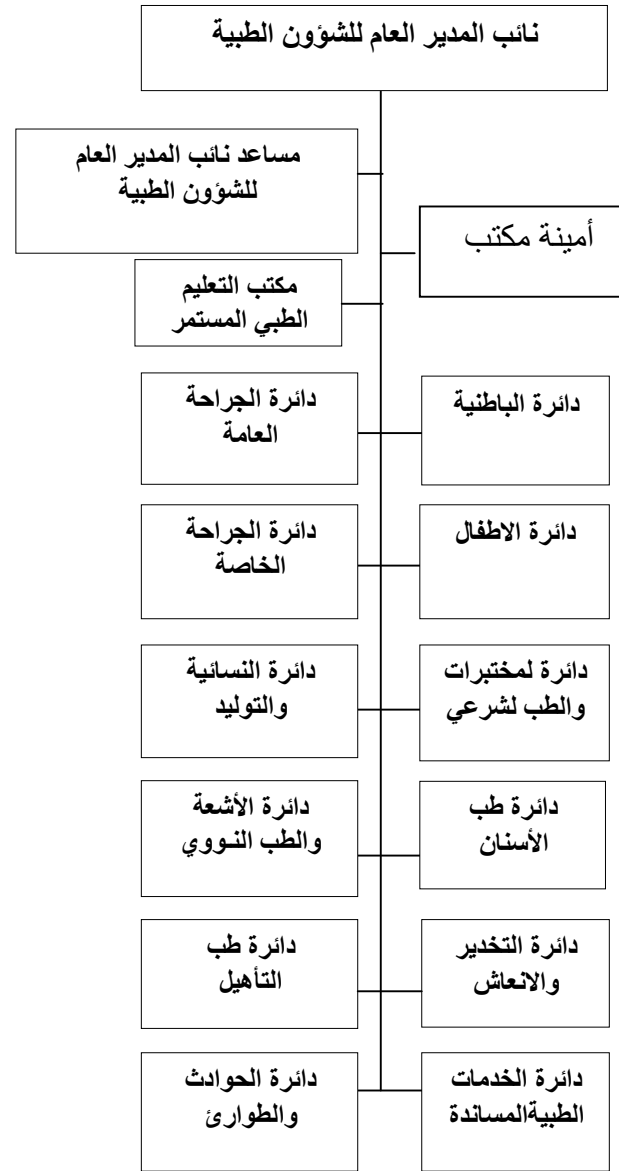 نائب المدير العام للشؤون الطبية
مساعد نائب المدير العام
للشؤون الطبية
أمينة مكتب
مكتب التعليم
الطبي المستمر
دائرة الباطنية
دائرة الجراحة
العامة
دائرة الاطفال
دائرة الجراحة
الخاصة
دائرة لمختبرات
والطب لشرعي
دائرة النسائية
والتوليد
دائرة طب
الأسنان
دائرة الأشعة
والطب النـووي
دائرة التخدير
والانعاش
دائرة طب
التأهيل
دائرة الخدمات
الطبيةالمساندة
دائرة الحوادث
والطوارئ